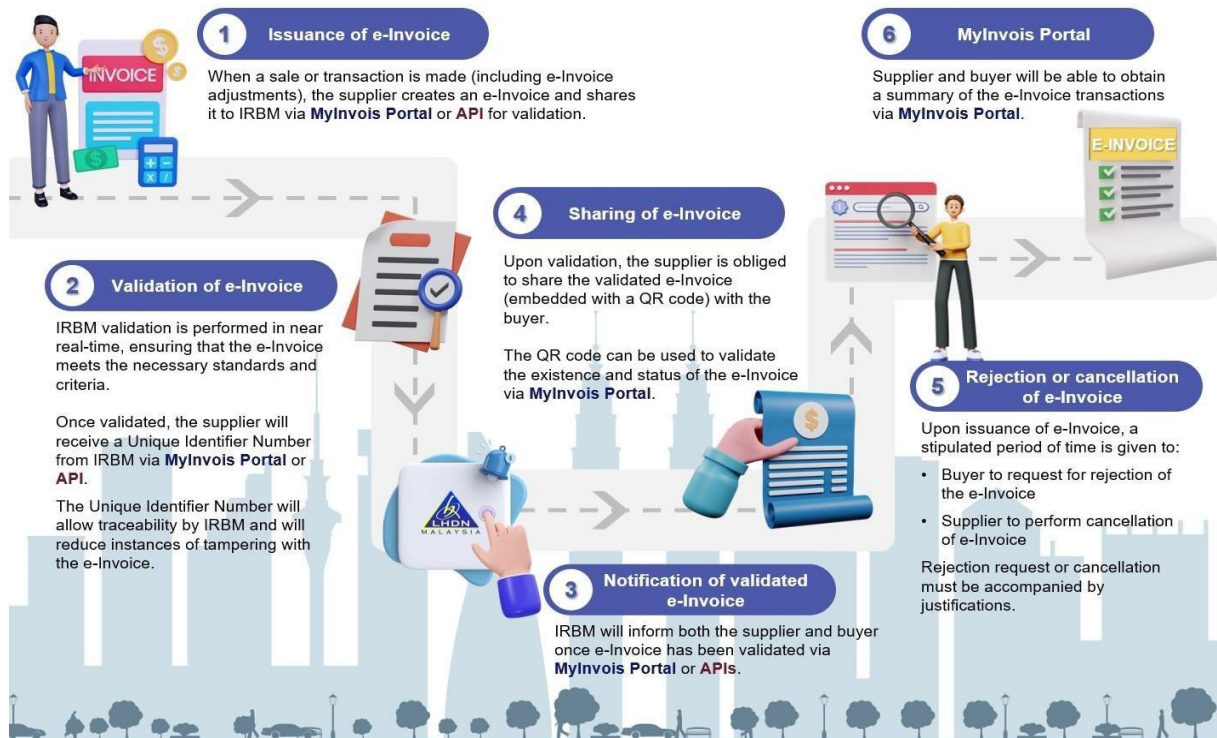 1 Issuance of e-Invoice
When a sale or transaction is made (including e-Invoice
adjustments), the supplier creates an e-Invoice and shares
it to IRBM via MyInvois Portal or API for validation.
INVOICE
2 Validation of e-Invoice
IRBM validation is performed in near
real-time, ensuring that the e-Invoice
meets the necessary standards and
criteria.
Once validated, the supplier will
receive a Unique Identifier Number
from IRBM via MyInvois Portal or
API.
The Unique Identifier Number will
allow traceability by IRBM and will
reduce instances of tampering with
the e-Invoice.
LHDN
MALAYSIA
3 Notification of validated
e-Invoice
IRBM will inform both the supplier and buyer
once e-Invoice has been validated via
MyInvois Portal or APIs.
4 Sharing of e-Invoice
Upon validation, the supplier is obliged
to share the validated e-Invoice
(embedded with a QR code) with the
buyer.
The QR code can be used to validate
the existence and status of the e-Invoice
via MyInvois Portal.
5 Rejection or cancellation
of e-Invoice
Upon issuance of e-Invoice, a
stipulated period of time is given to:
• Buyer to request for rejection of
the e-Invoice
• Supplier to perform cancellation
of e-Invoice
Rejection request or cancellation
must be accompanied by
justifications.
6 MyInvois Portal
Supplier and buyer will be able to obtain
a summary of the e-Invoice transactions
via MyInvois Portal.
E-INVOICE